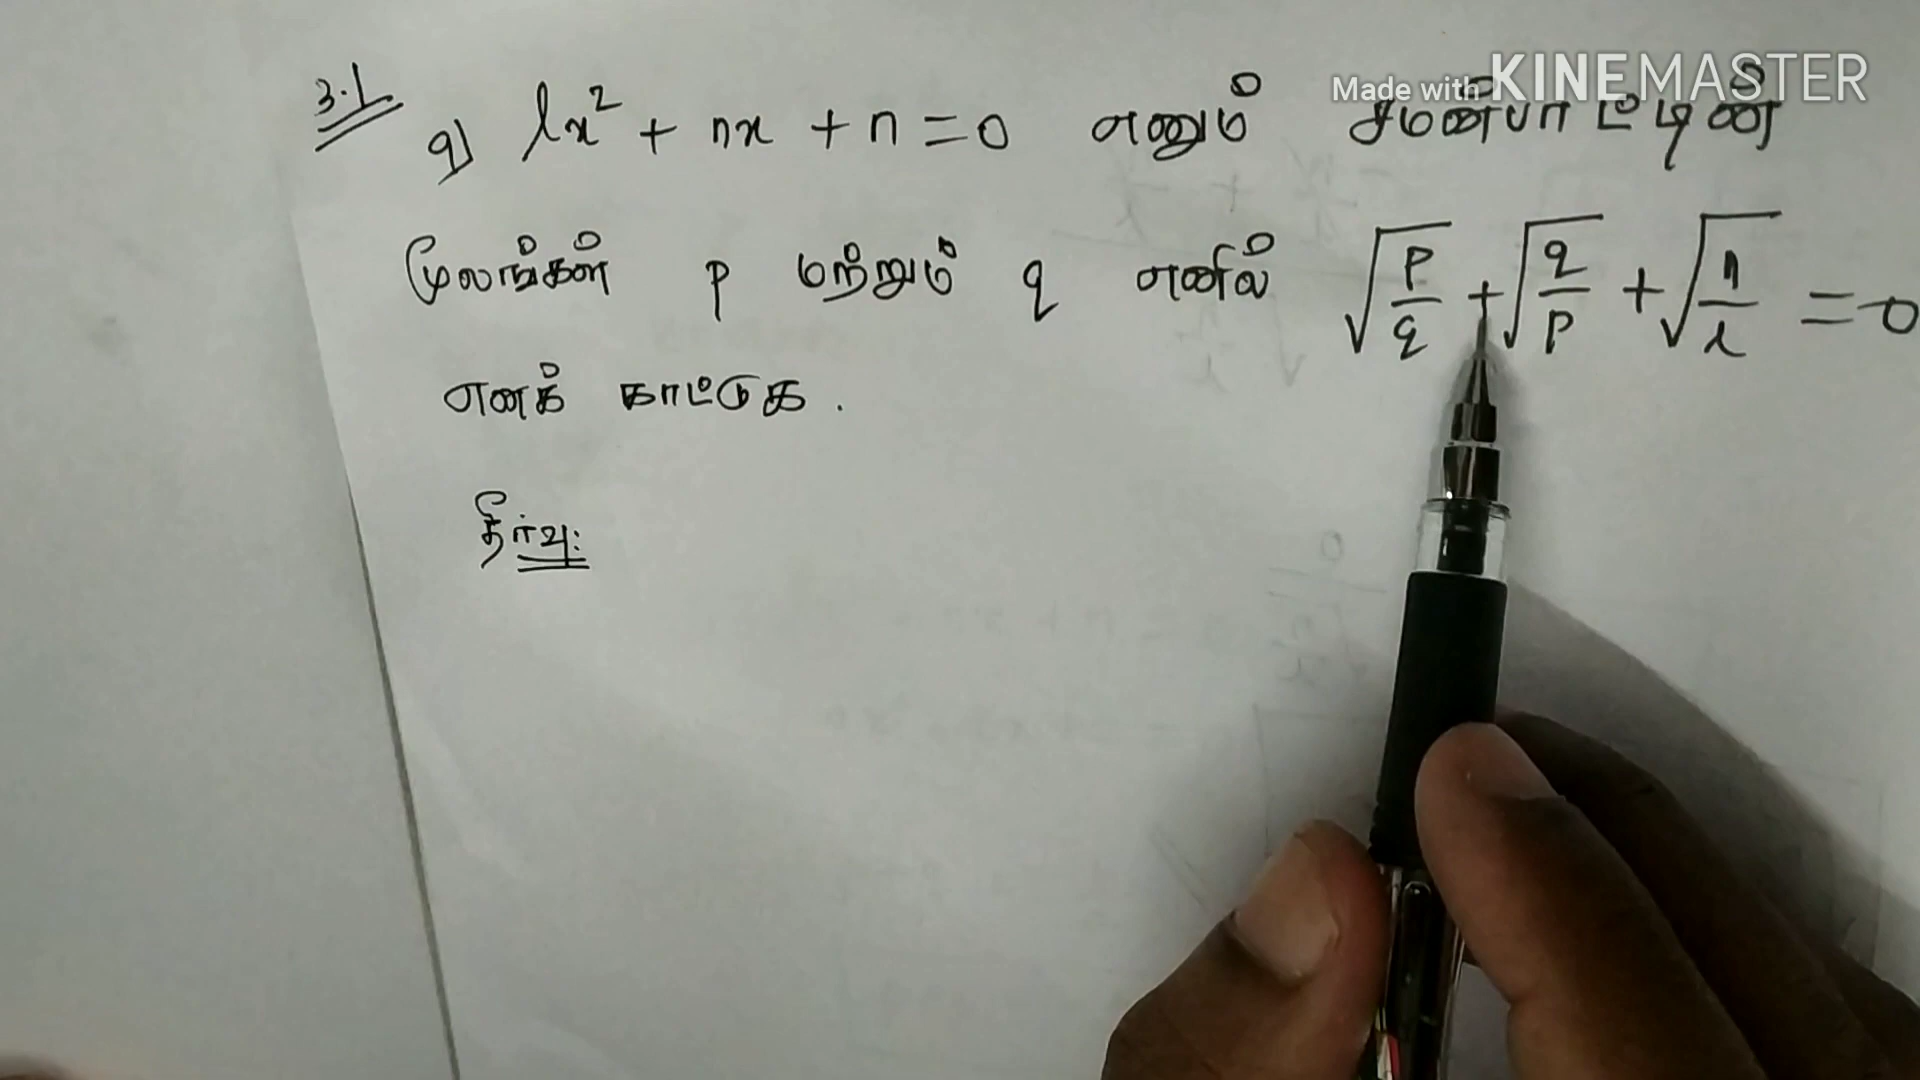 Made with KINEMASTER
3.1
9) lx² + nx + n = 0 எனும் சமன்பாட்டின்
மூலங்கள் p மற்றும் q எனில் √(p/q) + √(q/p) + √(n/l) = 0
எனக் காட்டுக .
தீர்வு: